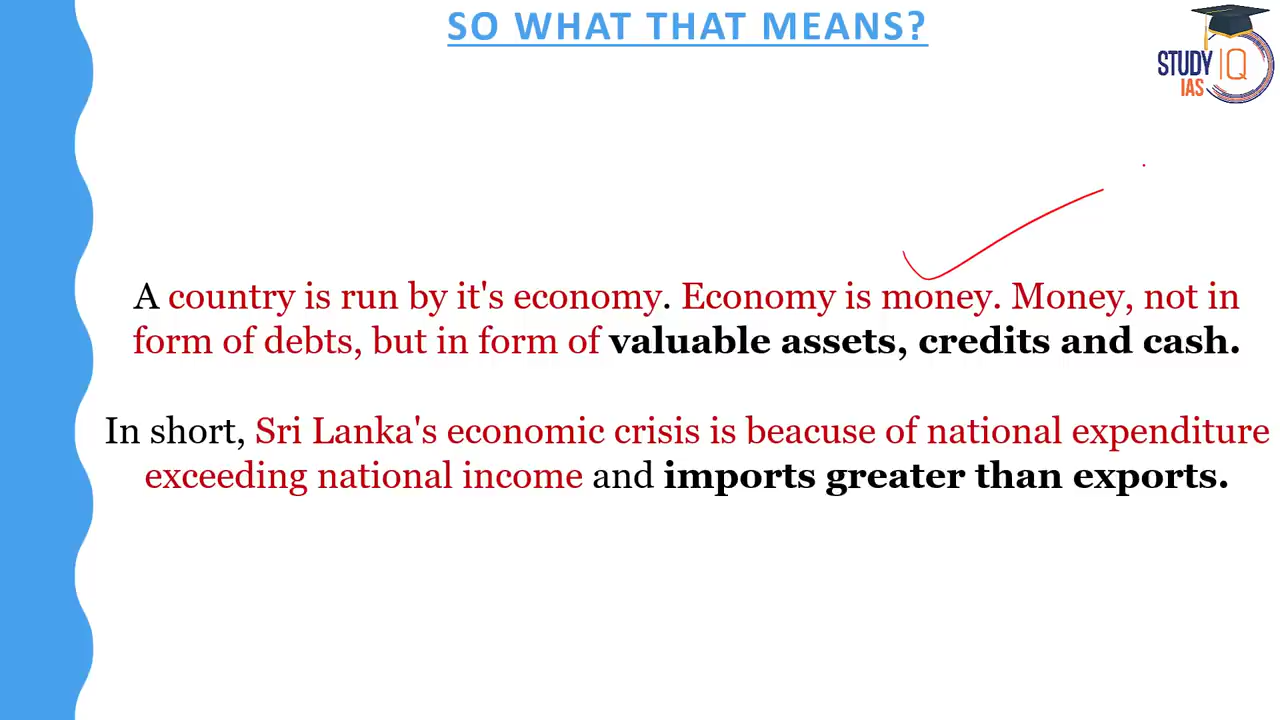 SO WHAT THAT MEANS?
STUDY IQ
IAS
A country is run by it's economy. Economy is money. Money, not in
form of debts, but in form of valuable assets, credits and cash.
In short, Sri Lanka's economic crisis is beacuse of national expenditure
exceeding national income and imports greater than exports.